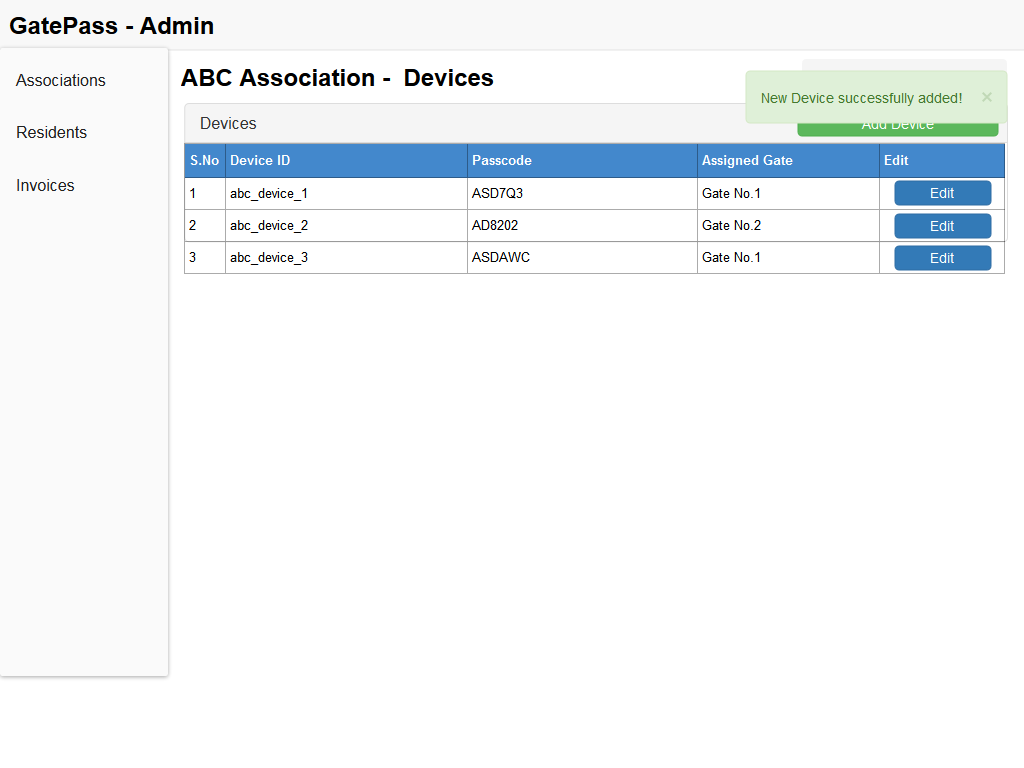 GatePass - Admin
Associations
Residents
Invoices
ABC Association -  Devices
New Device successfully added! ×
Devices
Add Device
S.No Device ID Passcode Assigned Gate Edit
1 abc_device_1 ASD7Q3 Gate No.1 Edit
2 abc_device_2 AD8202 Gate No.2 Edit
3 abc_device_3 ASDAWC Gate No.1 Edit